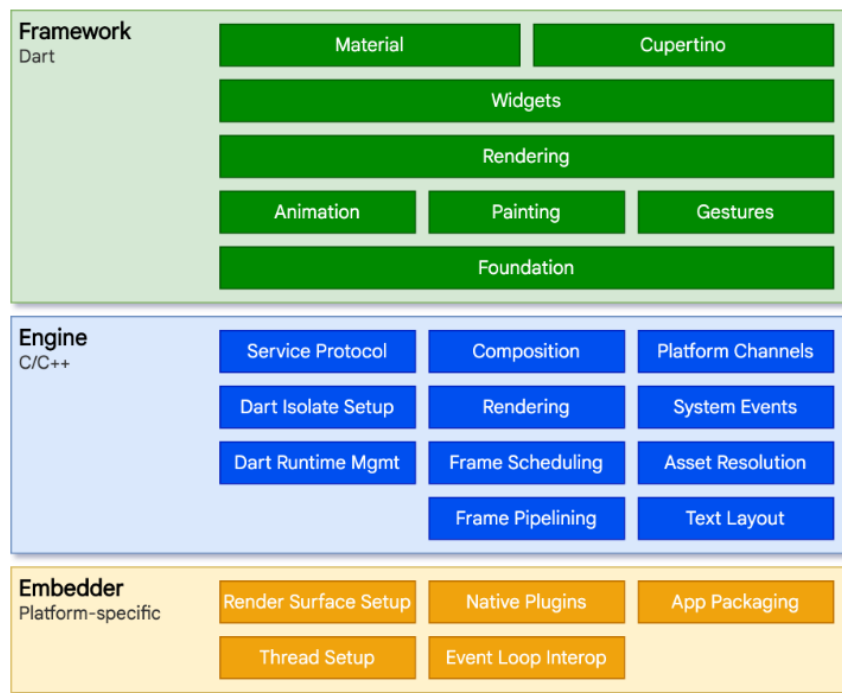 Framework
Dart
Material
Cupertino
Widgets
Rendering
Animation
Painting
Gestures
Foundation
Engine
C/C++
Service Protocol
Composition
Platform Channels
Dart Isolate Setup
Rendering
System Events
Dart Runtime Mgmt
Frame Scheduling
Asset Resolution
Frame Pipelining
Text Layout
Embedder
Platform-specific
Render Surface Setup
Native Plugins
App Packaging
Thread Setup
Event Loop Interop